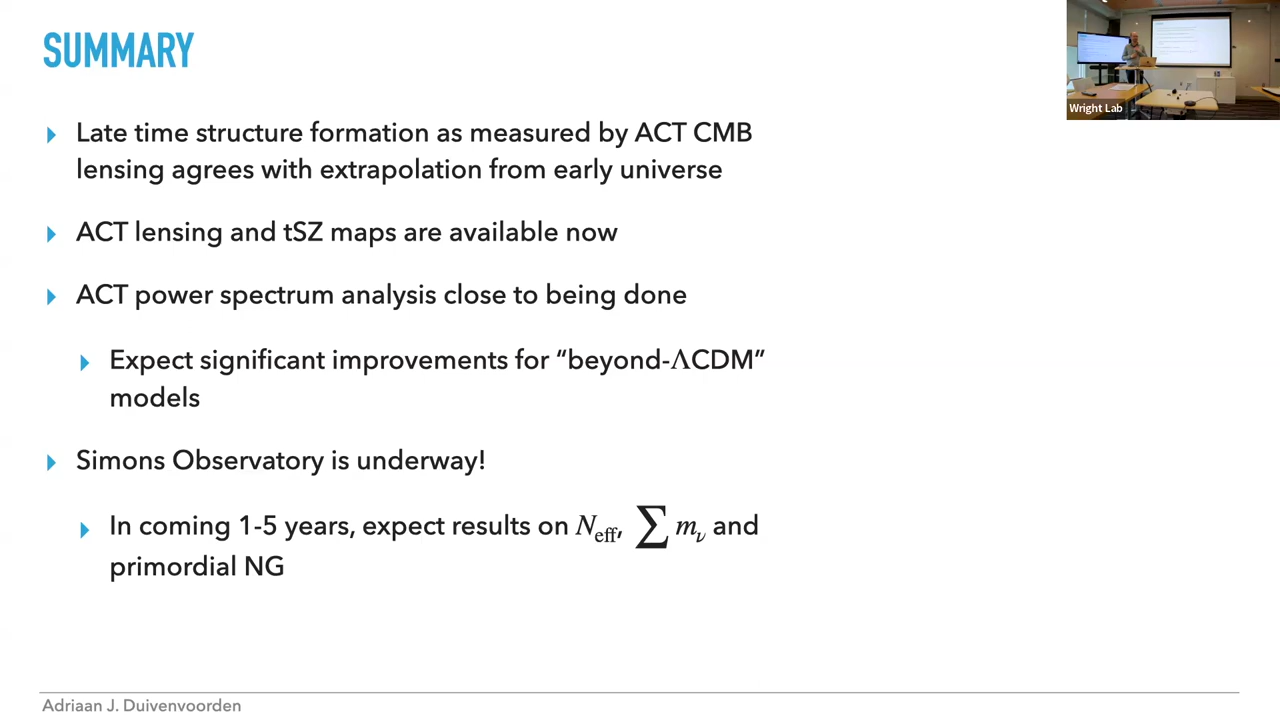 SUMMARY
Late time structure formation as measured by ACT CMB
lensing agrees with extrapolation from early universe
ACT lensing and tSZ maps are available now
ACT power spectrum analysis close to being done
Expect significant improvements for “beyond-ΛCDM”
models
Simons Observatory is underway!
In coming 1-5 years, expect results on N_eff, ∑ m_ν and
primordial NG
Adriaan J. Duivenvoorden
Wright Lab